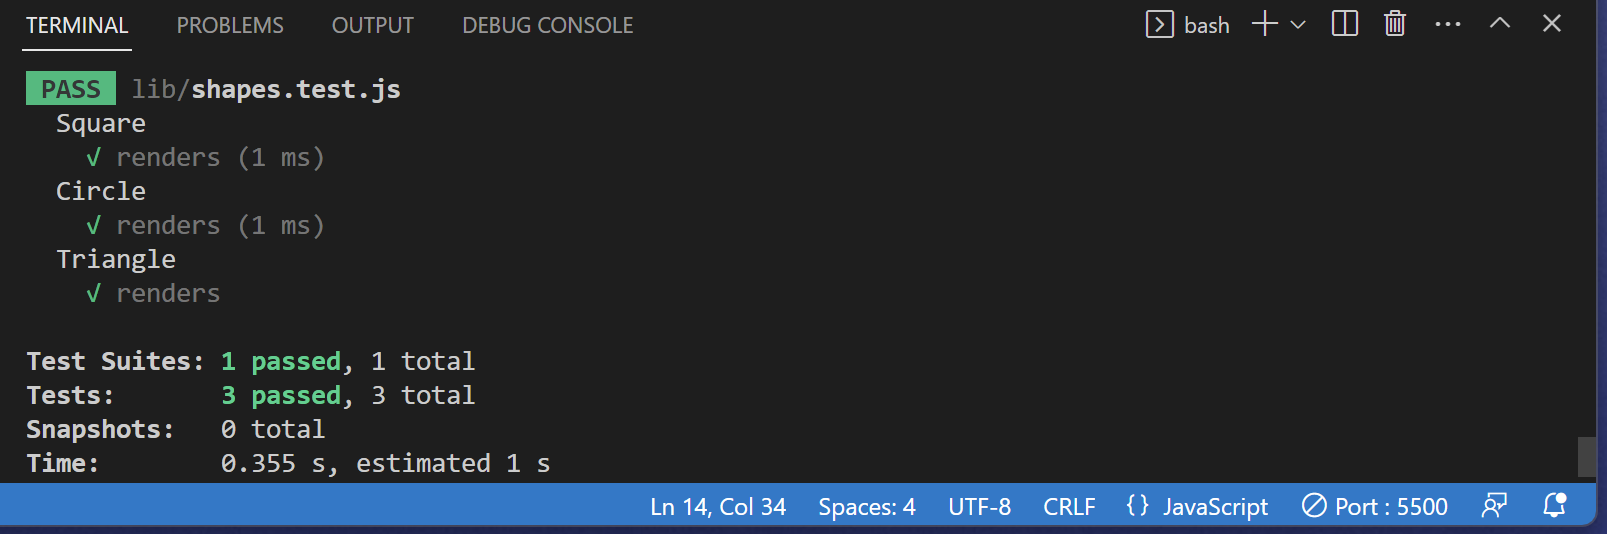 TERMINAL PROBLEMS OUTPUT DEBUG CONSOLE bash
PASS lib/shapes.test.js
Square
√ renders (1 ms)
Circle
√ renders (1 ms)
Triangle
√ renders
Test Suites: 1 passed, 1 total
Tests: 3 passed, 3 total
Snapshots: 0 total
Time: 0.355 s, estimated 1 s
Ln 14, Col 34 Spaces: 4 UTF-8 CRLF {} JavaScript Port : 5500